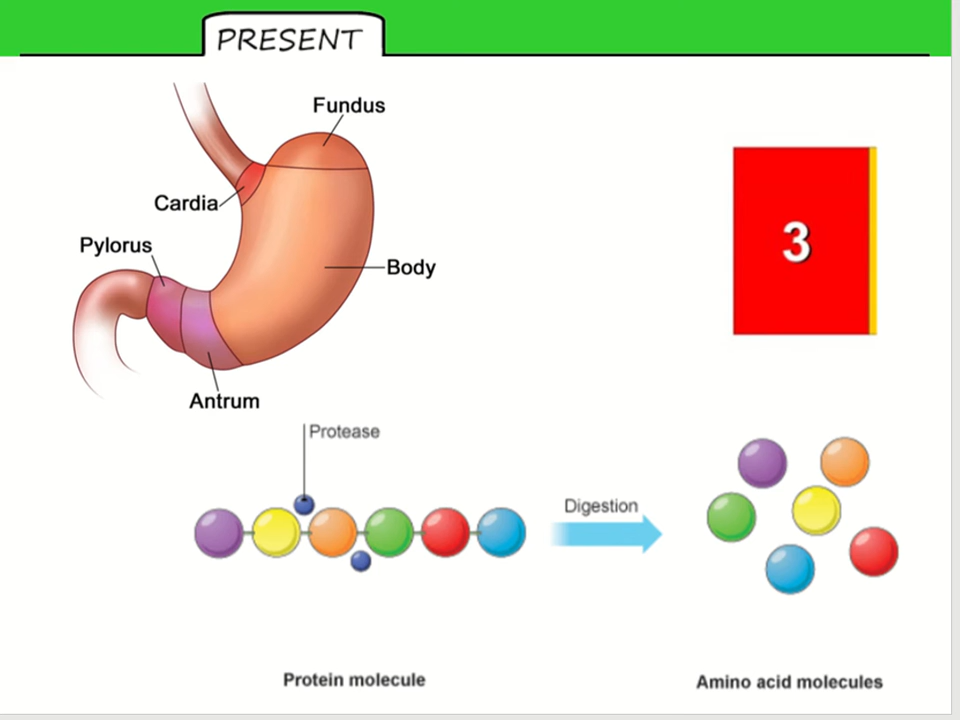 PRESENT
Fundus
Cardia
Pylorus
Body
Antrum
3
Protease
Digestion
Protein molecule
Amino acid molecules